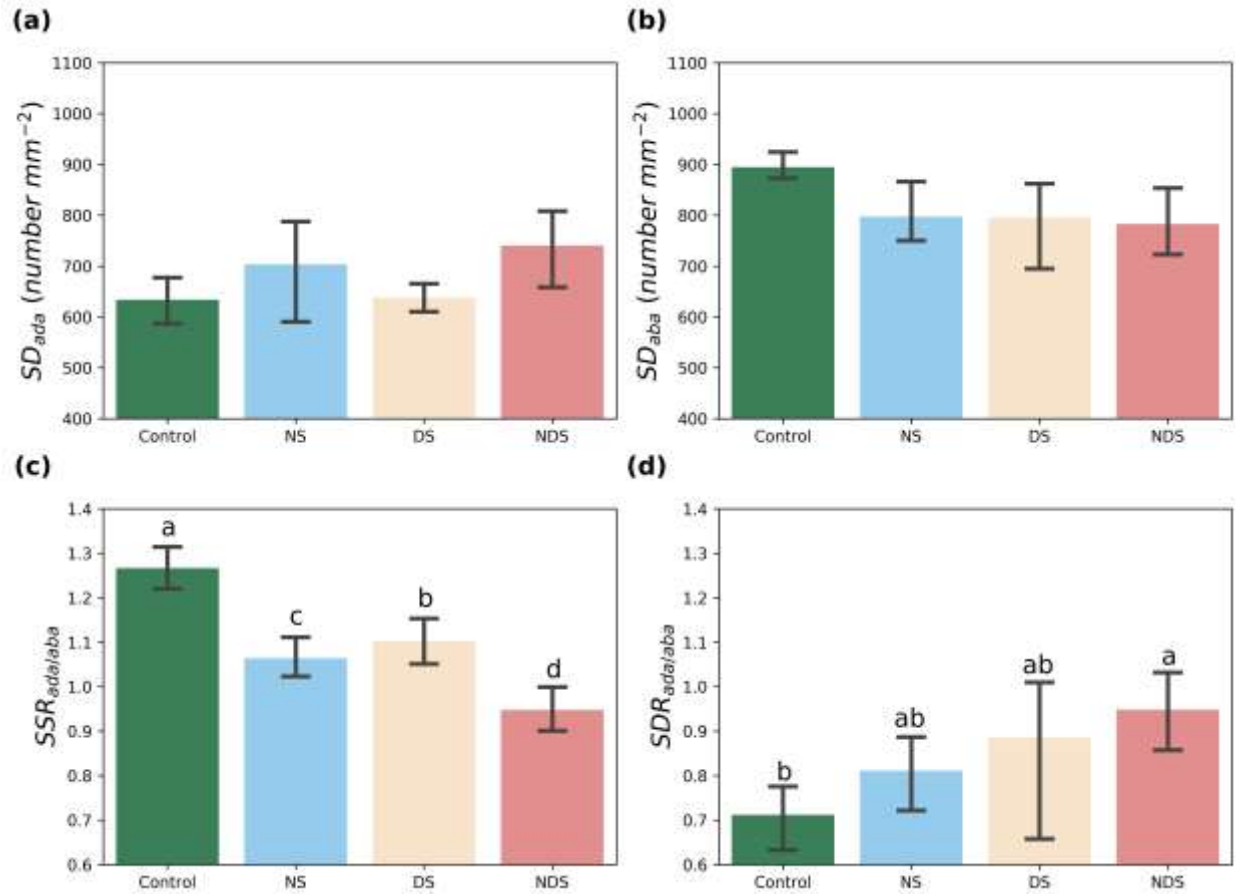 (a)
SD_ada (number mm^−2)
1100
1000
900
800
700
600
500
400
Control NS DS NDS
(b)
SD_aba (number mm^−2)
1100
1000
900
800
700
600
500
400
Control NS DS NDS
(c)
SSR_ada/aba
1.4
1.3
1.2
1.1
1.0
0.9
0.8
0.7
0.6
a
c
b
d
Control NS DS NDS
(d)
SDR_ada/aba
1.4
1.3
1.2
1.1
1.0
0.9
0.8
0.7
0.6
b
ab
ab
a
Control NS DS NDS